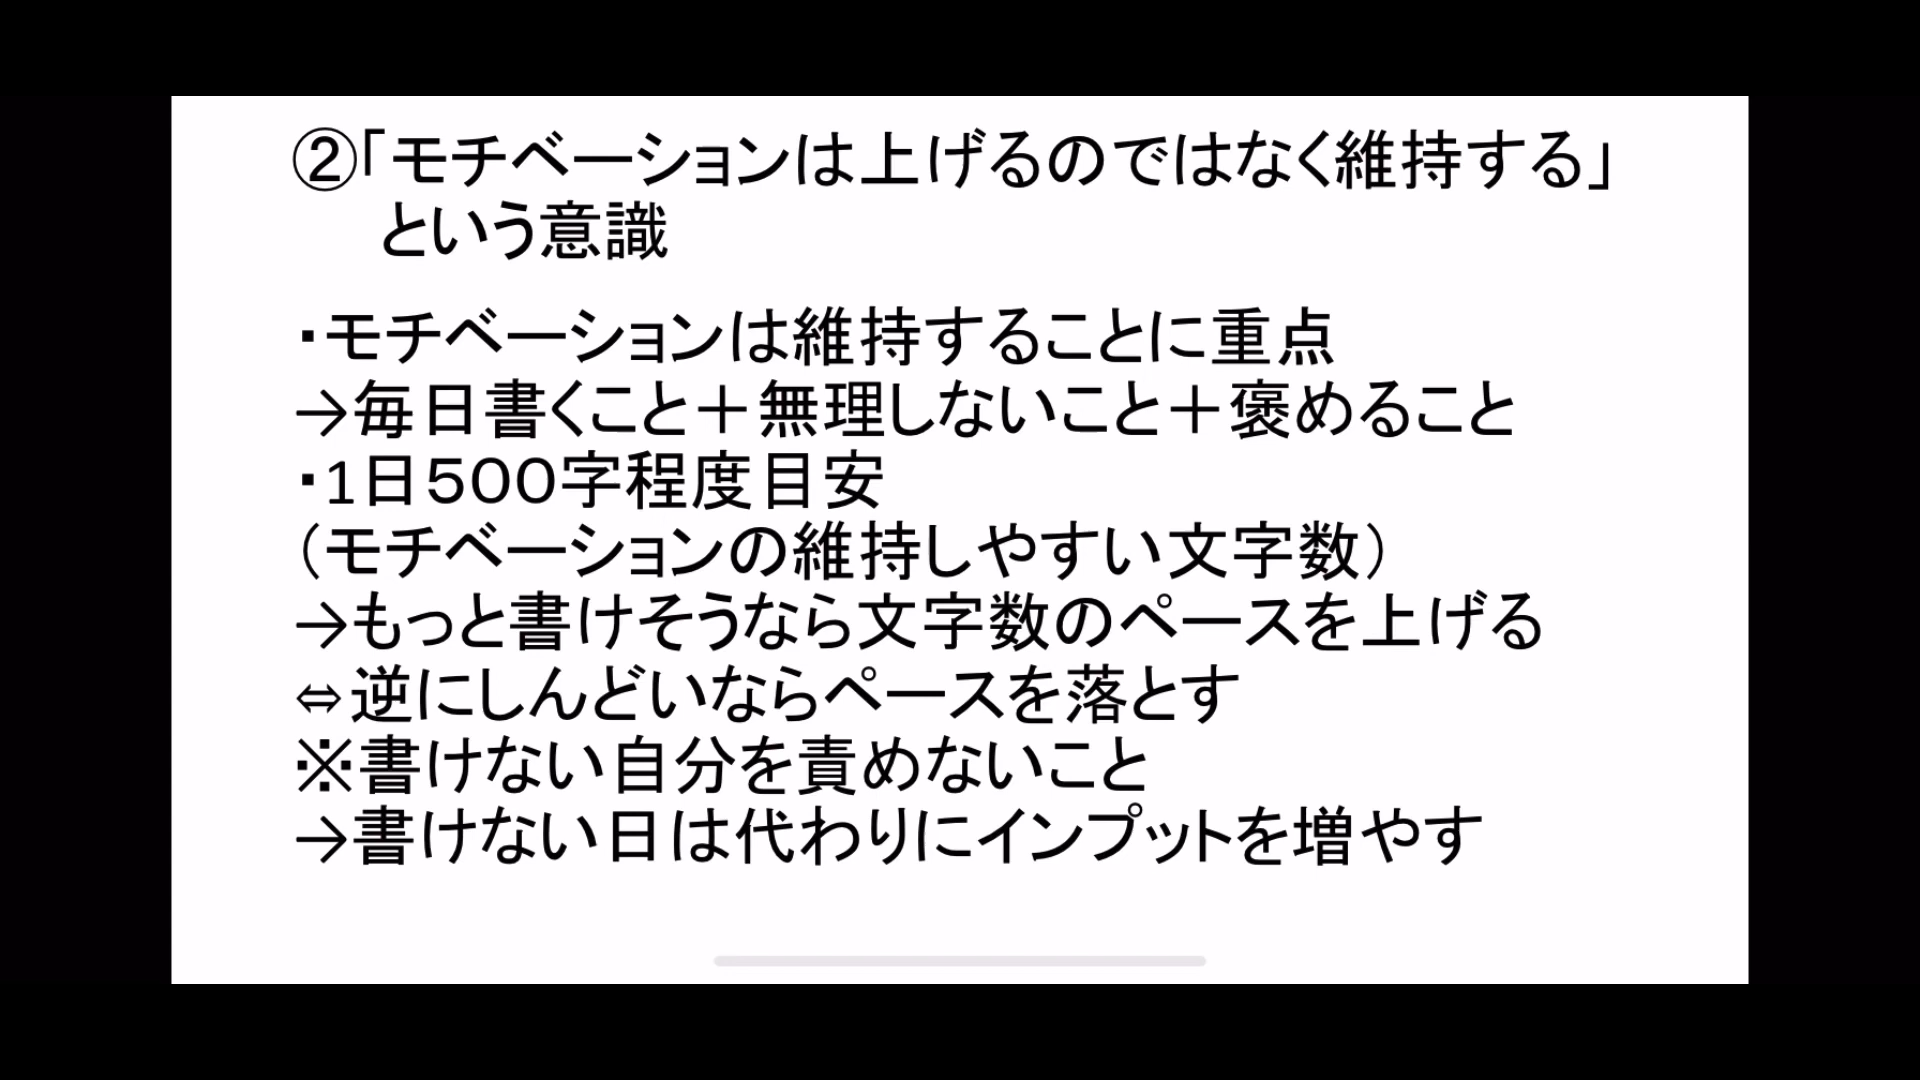 ②「モチベーションは上げるのではなく維持する」
という意識
・モチベーションは維持することに重点
→毎日書くこと＋無理しないこと＋褒めること
・1日５００字程度目安
（モチベーションの維持しやすい文字数）
→もっと書けそうなら文字数のペースを上げる
⇔逆にしんどいならペースを落とす
※書けない自分を責めないこと
→書けない日は代わりにインプットを増やす